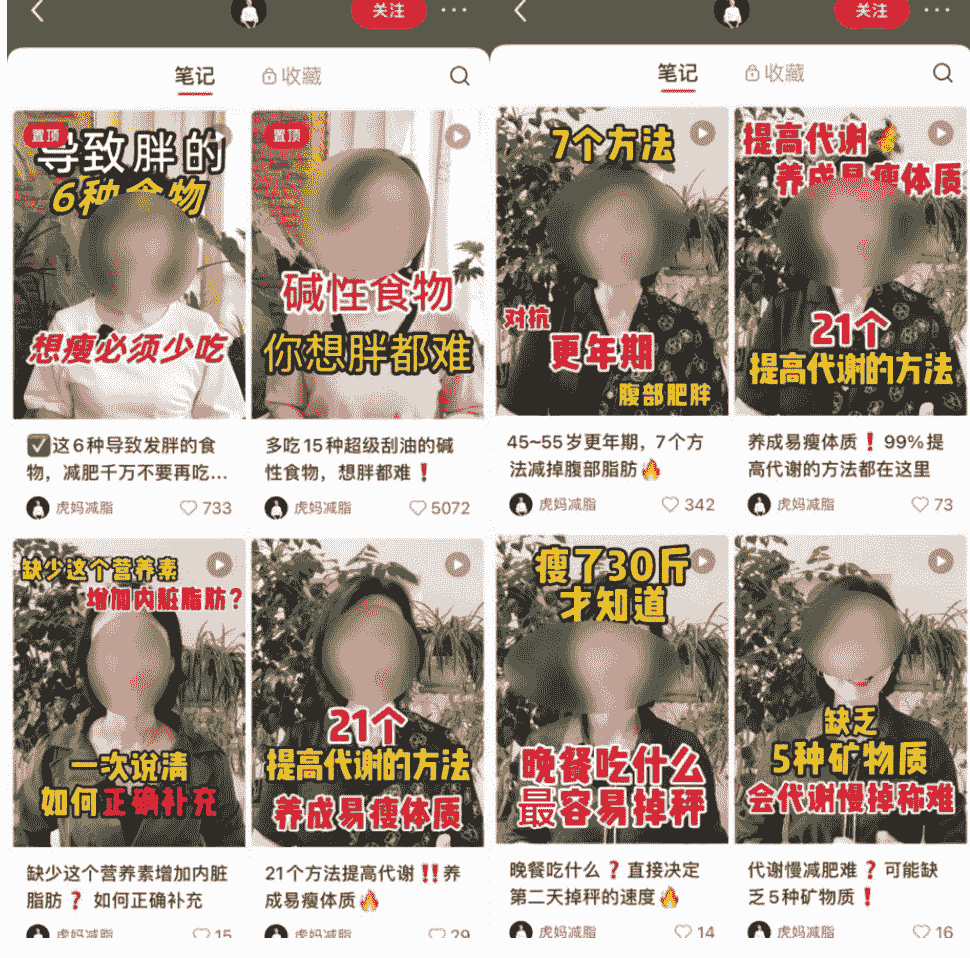 关注
笔记
收藏
置顶
导致胖的
6种食物
想瘦必须少吃
这6种导致发胖的食
物，减肥千万不要再吃...
虎妈减脂
733
置顶
碱性食物
你想胖都难
多吃15种超级刮油的碱
性食物，想胖都难❗
虎妈减脂
5072
缺少这个营养素
增加内脏脂肪？
一次说清
如何正确补充
缺少这个营养素增加内脏
脂肪❓ 如何正确补充
虎妈减脂
15
21个
提高代谢的方法
养成易瘦体质
21个方法提高代谢‼️养
成易瘦体质🔥
虎妈减脂
29
关注
笔记
收藏
7个方法
对抗
更年期
腹部肥胖
45~55岁更年期，7个方
法减掉腹部脂肪🔥
虎妈减脂
342
提高代谢🔥
养成易瘦体质
21个
提高代谢的方法
养成易瘦体质❗99%提
高代谢的方法都在这里
虎妈减脂
73
瘦了30斤
才知道
晚餐吃什么
最容易掉秤
晚餐吃什么❓直接决定
第二天掉秤的速度🔥
虎妈减脂
14
缺乏
5种矿物质
会代谢慢掉称难
代谢慢减肥难❓可能缺
乏5种矿物质❗
虎妈减脂
16